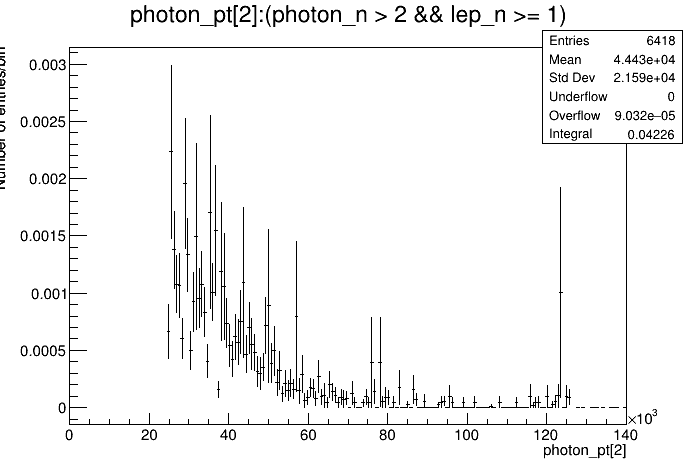 photon_pt[2]:(photon_n > 2 && lep_n >= 1)
Entries 6418
Mean 4.443e+04
Std Dev 2.159e+04
Underflow 0
Overflow 9.032e-05
Integral 0.04226
Number of entries/bin
0.003
0.0025
0.002
0.0015
0.001
0.0005
0
0 20 40 60 80 100 120 140
×10³
photon_pt[2]